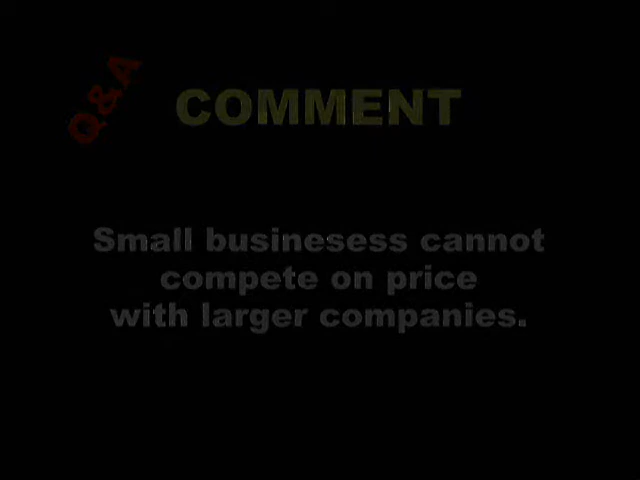 Q&A
COMMENT
Small businesess cannot
compete on price
with larger companies.